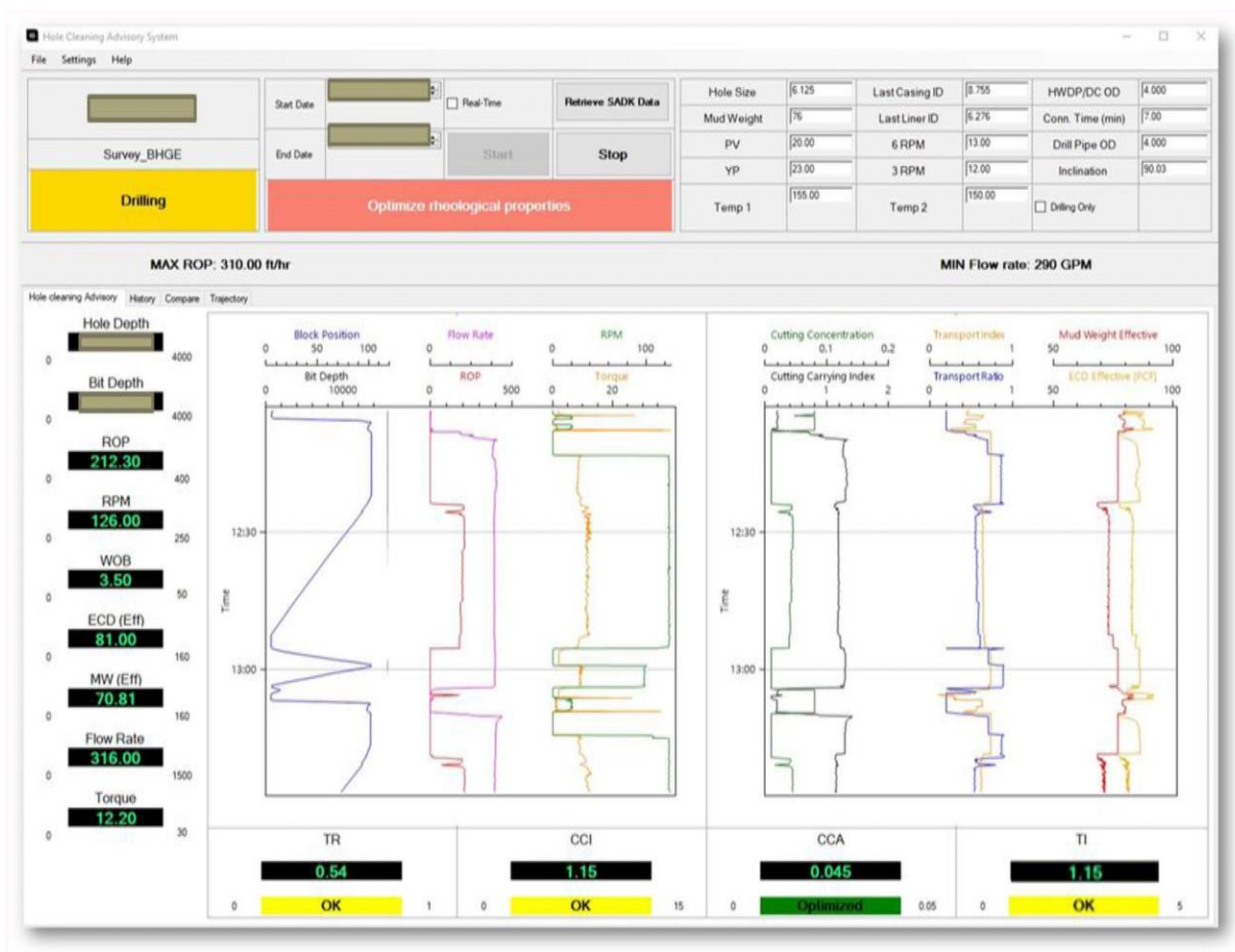 Hole Cleaning Advisory System
File Settings Help
Start Date
Real-Time
Retrieve SADK Data
Survey_BHGE
End Date
Start
Stop
Drilling
Optimize rheological properties
Hole Size 6.125 Last Casing ID 8.755 HWDP/DC OD 4.000
Mud Weight 76 Last Liner ID 6.276 Conn. Time (min) 7.00
PV 20.00 6 RPM 13.00 Drill Pipe OD 4.000
YP 23.00 3 RPM 12.00 Inclination 90.03
Temp 1 155.00 Temp 2 150.00 Drilling Only
MAX ROP: 310.00 ft/hr MIN Flow rate: 290 GPM
Hole cleaning Advisory History Compare Trajectory
Hole Depth
0 4000
Bit Depth
0 4000
ROP
212.30
0 400
RPM
126.00
0 250
WOB
3.50
0 50
ECD (Eff)
81.00
0 160
MW (Eff)
70.81
0 160
Flow Rate
316.00
0 1500
Torque
12.20
0 30
Block Position Flow Rate RPM
0 50 100 0 0 100
Bit Depth ROP Torque
0 10000 0 500 0 20
12:30
Time
13:00
Cutting Concentration Transport Index Mud Weight Effective
0 0.1 0.2 0 1 50 100
Cutting Carrying Index Transport Ratio ECD Effective [PCF]
0 1 2 0 1 50 100
12:30
Time
13:00
TR CCI CCA TI
0.54 1.15 0.045 1.15
0 OK 1 0 OK 15 0 Optimized 0.05 0 OK 5